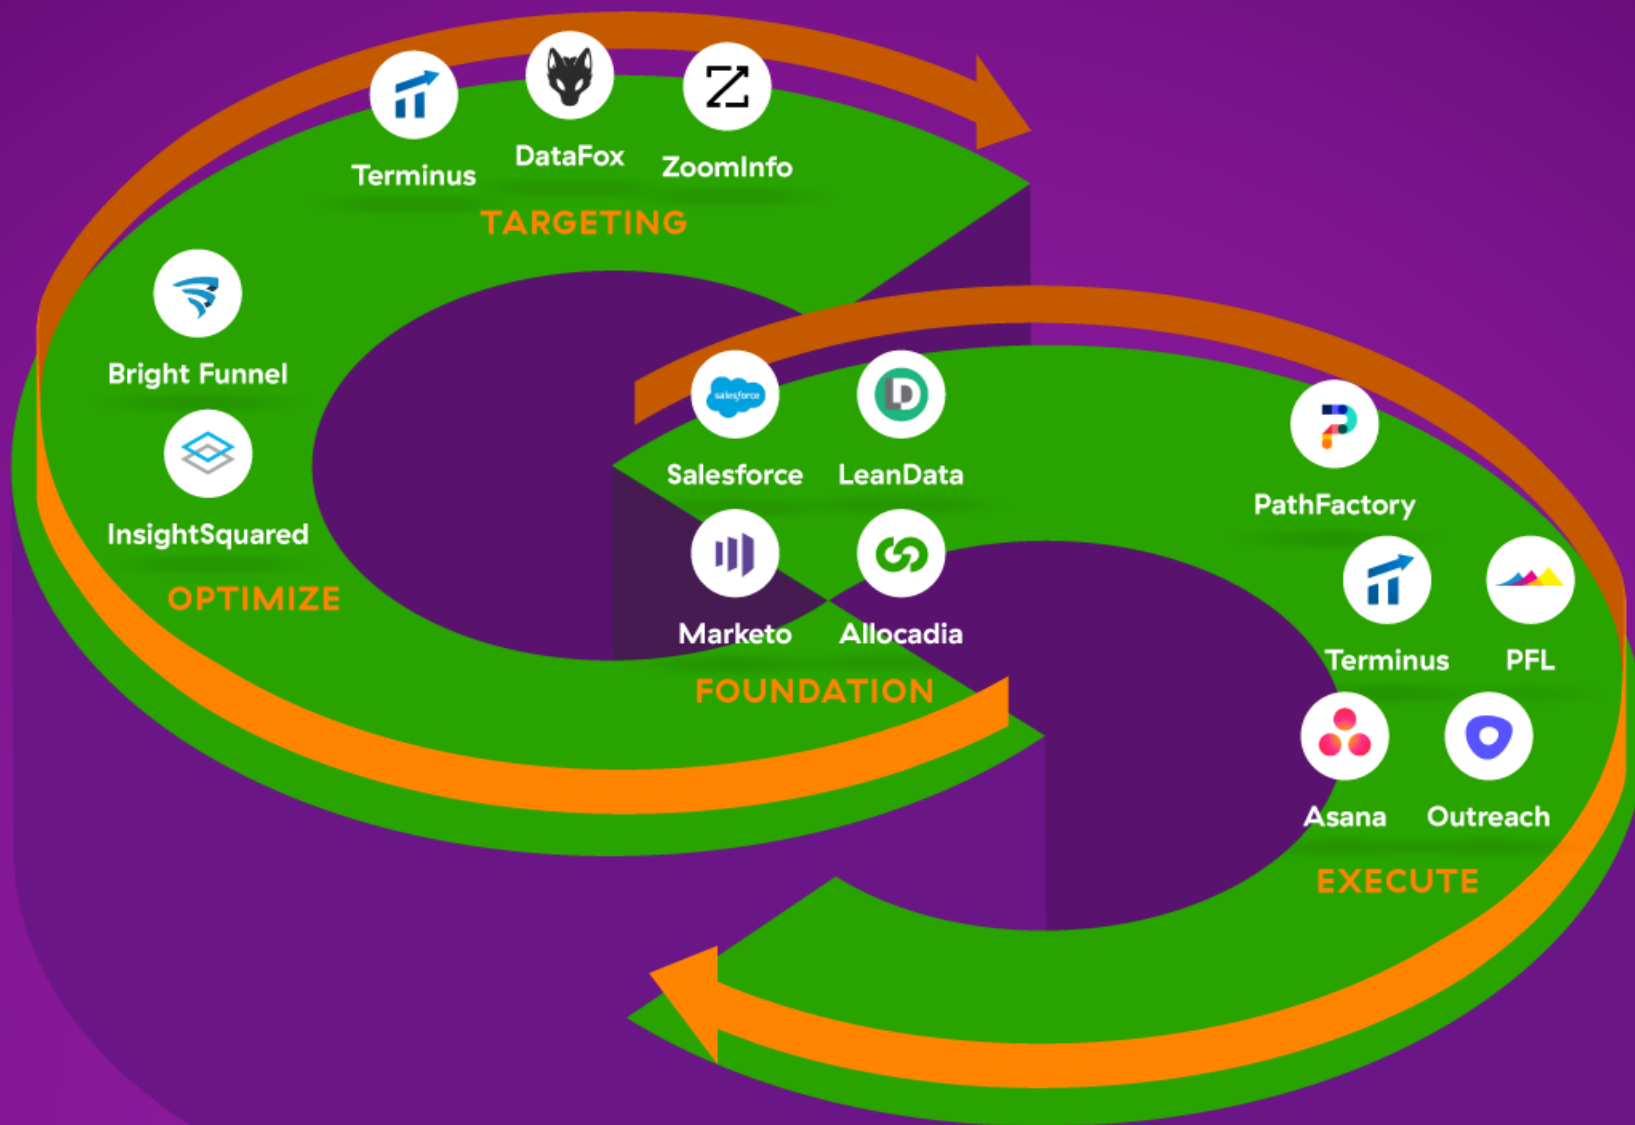 Terminus
DataFox
ZoomInfo
TARGETING
Bright Funnel
InsightSquared
OPTIMIZE
salesforce
Salesforce
LeanData
Marketo
Allocadia
FOUNDATION
PathFactory
Terminus
PFL
Asana
Outreach
EXECUTE